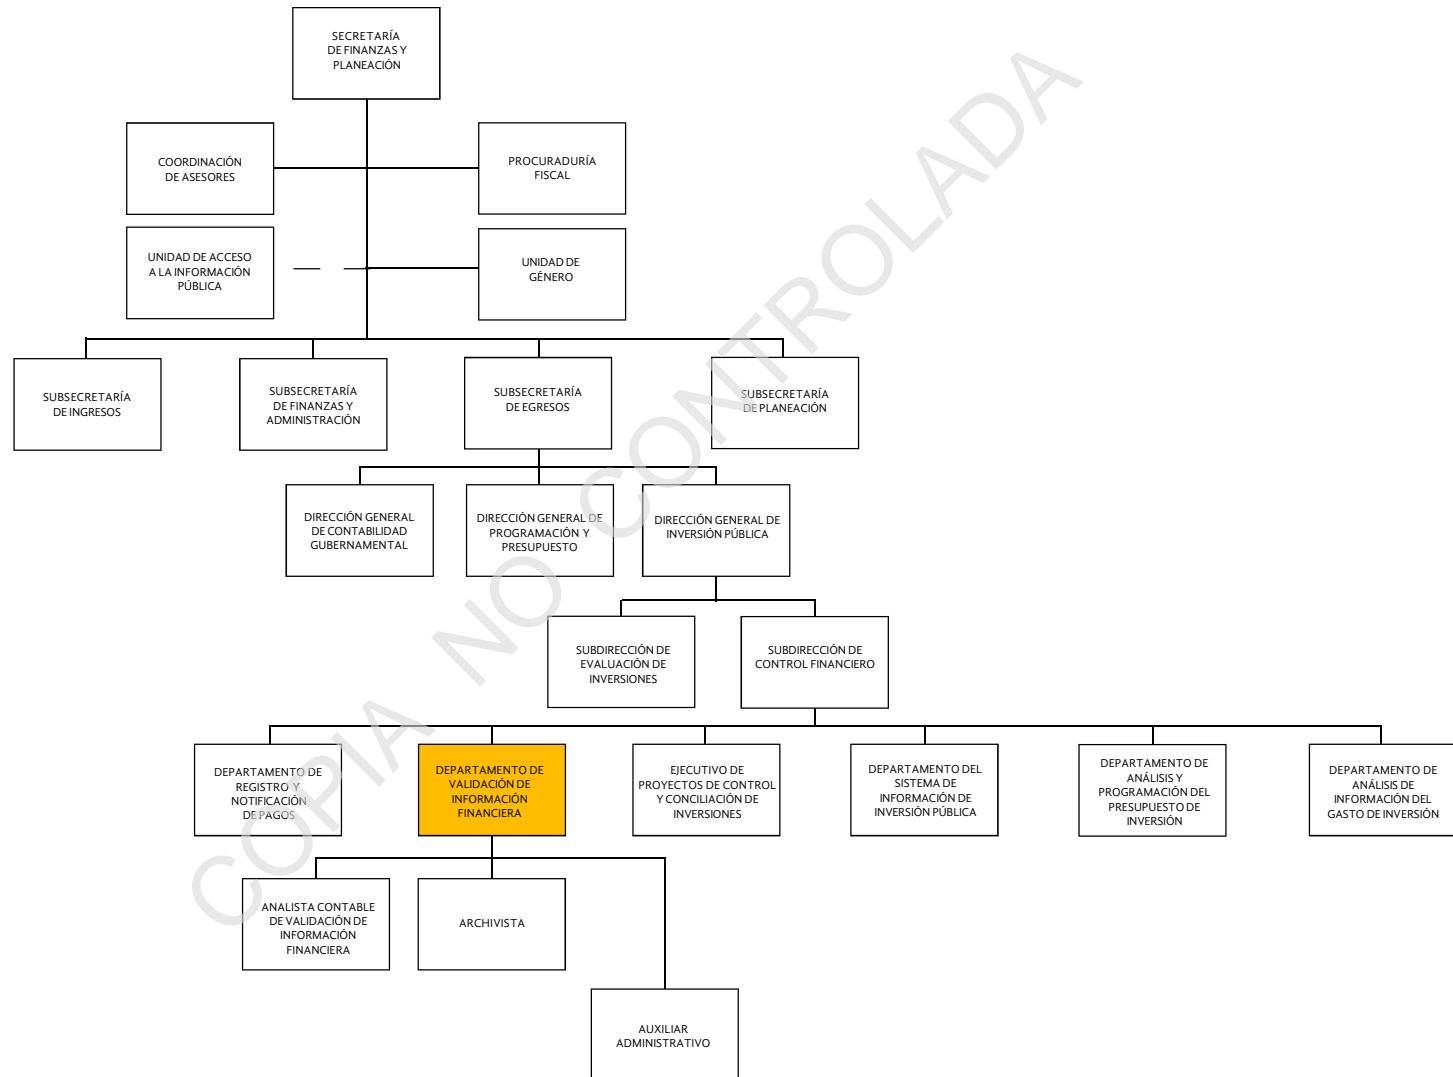 SECRETARÍA
DE FINANZAS Y
PLANEACIÓN
COORDINACIÓN
DE ASESORES
PROCURADURÍA
FISCAL
UNIDAD DE ACCESO
A LA INFORMACIÓN
PÚBLICA
UNIDAD DE
GÉNERO
SUBSECRETARÍA
DE INGRESOS
SUBSECRETARÍA
DE FINANZAS Y
ADMINISTRACIÓN
SUBSECRETARÍA
DE EGRESOS
SUBSECRETARÍA
DE PLANEACIÓN
DIRECCIÓN GENERAL
DE CONTABILIDAD
GUBERNAMENTAL
DIRECCIÓN GENERAL DE
PROGRAMACIÓN Y
PRESUPUESTO
DIRECCIÓN GENERAL DE
INVERSIÓN PÚBLICA
SUBDIRECCIÓN DE
EVALUACIÓN DE
INVERSIONES
SUBDIRECCIÓN DE
CONTROL FINANCIERO
DEPARTAMENTO DE
REGISTRO Y
NOTIFICACIÓN
DE PAGOS
DEPARTAMENTO DE
VALIDACIÓN DE
INFORMACIÓN
FINANCIERA
EJECUTIVO DE
PROYECTOS DE CONTROL
Y CONCILIACIÓN DE
INVERSIONES
DEPARTAMENTO DEL
SISTEMA DE
INFORMACIÓN DE
INVERSIÓN PÚBLICA
DEPARTAMENTO DE
ANÁLISIS Y
PROGRAMACIÓN DEL
PRESUPUESTO DE
INVERSIÓN
DEPARTAMENTO DE
ANÁLISIS DE
INFORMACIÓN DEL
GASTO DE INVERSIÓN
ANALISTA CONTABLE
DE VALIDACIÓN DE
INFORMACIÓN
FINANCIERA
ARCHIVISTA
AUXILIAR
ADMINISTRATIVO
COPIA NO CONTROLADA